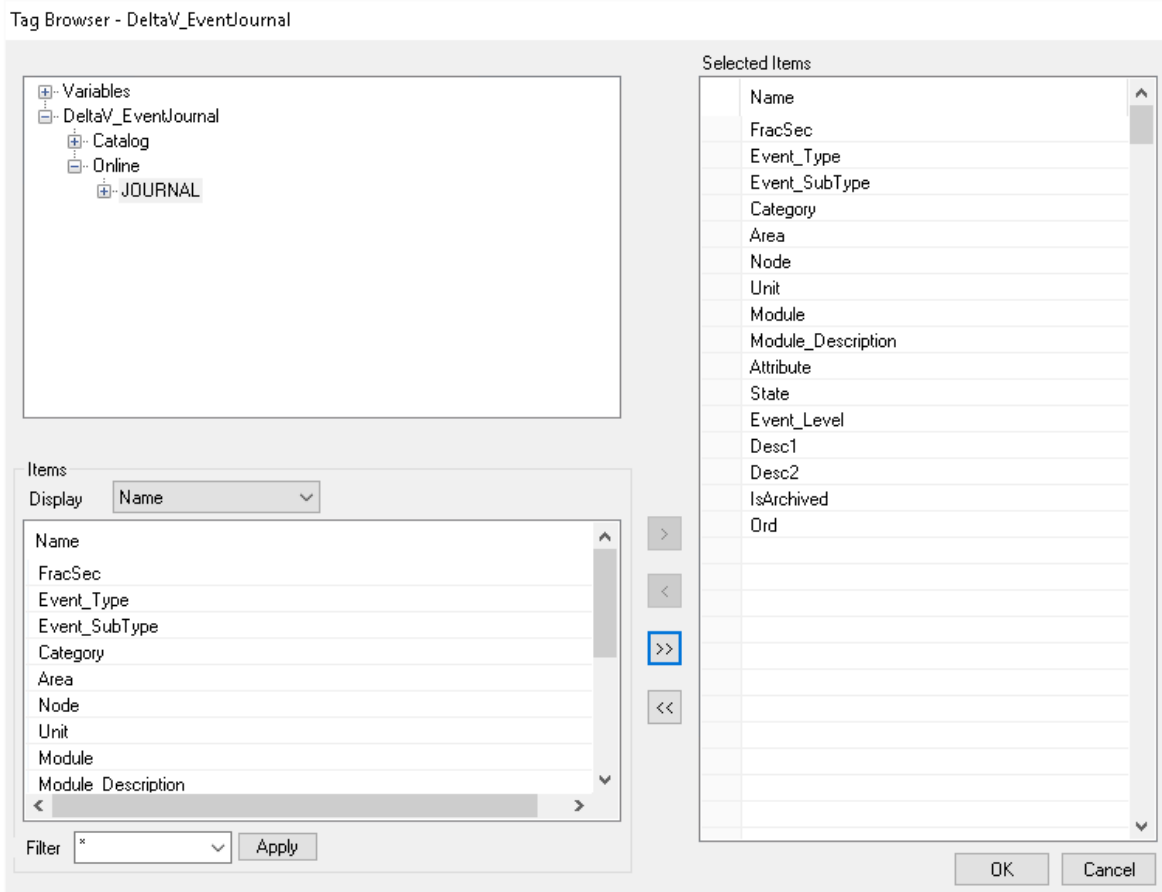 Tag Browser - DeltaV_EventJournal
Variables
DeltaV_EventJournal
Catalog
Online
JOURNAL
Items
Display Name
Name
FracSec
Event_Type
Event_SubType
Category
Area
Node
Unit
Module
Module_Description
Filter * Apply
>
<
>>
<<
Selected Items
Name
FracSec
Event_Type
Event_SubType
Category
Area
Node
Unit
Module
Module_Description
Attribute
State
Event_Level
Desc1
Desc2
IsArchived
Ord
OK Cancel